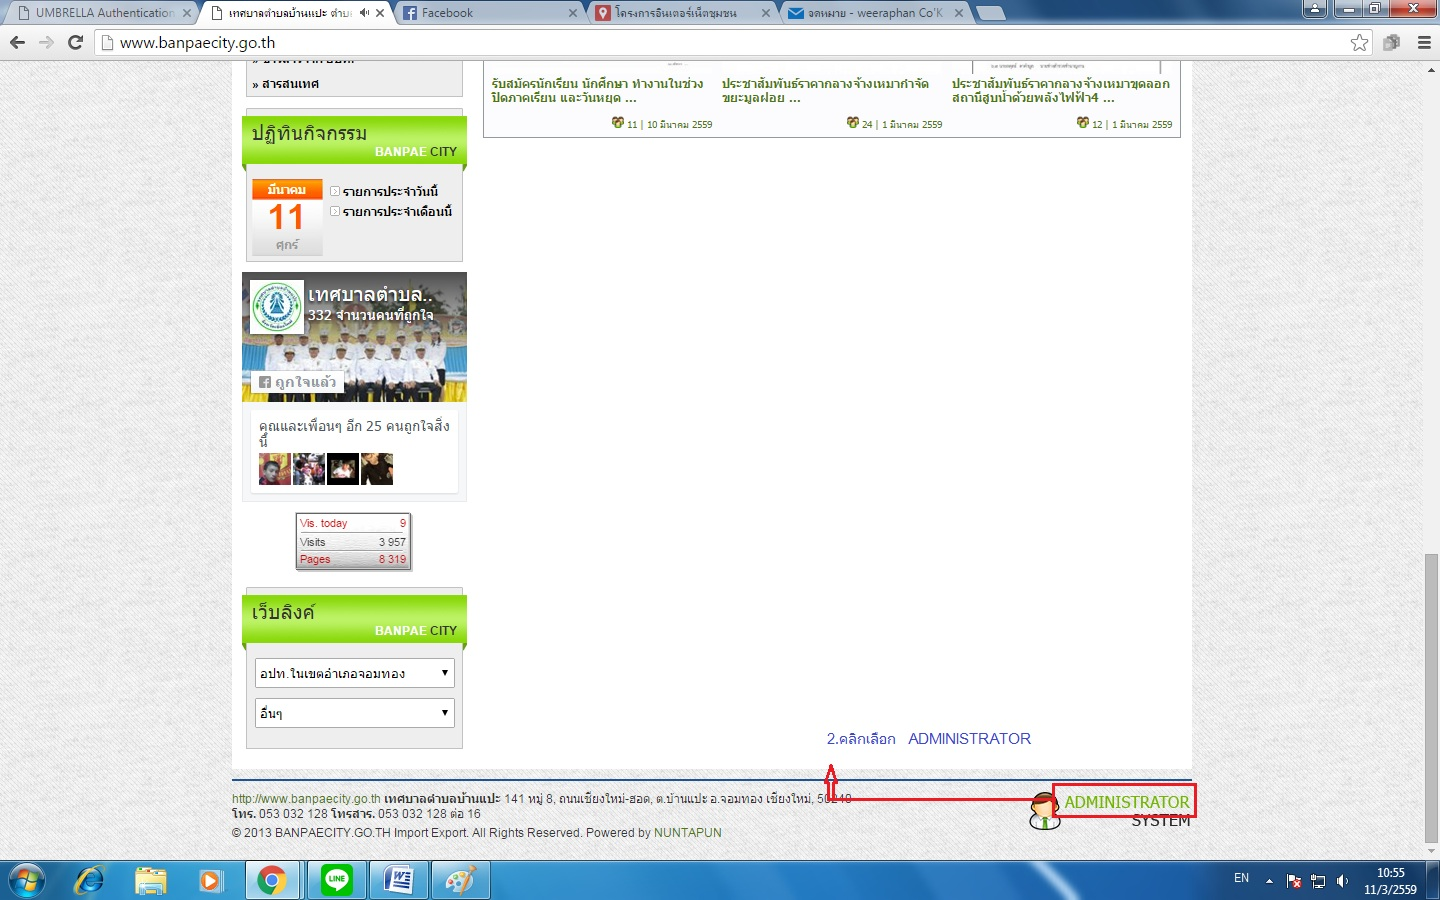 UMBRELLA Authentication
เทศบาลตำบลบ้านแปะ ตำบล
Facebook
โครงการอินเตอร์เน็ตชุมชน
จดหมาย - weeraphan Co'K
www.banpaecity.go.th
» สารสนเทศ
รับสมัครนักเรียน นักศึกษา ทำงานในช่วง
ปิดภาคเรียน และวันหยุด ...
11 | 10 มีนาคม 2559
ประชาสัมพันธ์ราคากลางจ้างเหมากำจัด
ขยะมูลฝอย ...
24 | 1 มีนาคม 2559
ประชาสัมพันธ์ราคากลางจ้างเหมาขุดลอก
สถานีสูบน้ำด้วยพลังไฟฟ้า4 ...
12 | 1 มีนาคม 2559
ปฏิทินกิจกรรม
BANPAE CITY
มีนาคม
11
ศุกร์
รายการประจำวันนี้
รายการประจำเดือนนี้
เทศบาลตำบล..
332 จำนวนคนที่ถูกใจ
ถูกใจแล้ว
คุณและเพื่อนๆ อีก 25 คนถูกใจสิ่ง
นี้
Vis. today 9
Visits 3 957
Pages 8 319
เว็บลิงค์
BANPAE CITY
อปท.ในเขตอำเภอจอมทอง
อื่นๆ
2.คลิกเลือก ADMINISTRATOR
http://www.banpaecity.go.th เทศบาลตำบลบ้านแปะ 141 หมู่ 8, ถนนเชียงใหม่-ฮอด, ต.บ้านแปะ อ.จอมทอง เชียงใหม่, 50240
โทร. 053 032 128 โทรสาร. 053 032 128 ต่อ 16
© 2013 BANPAECITY.GO.TH Import Export. All Rights Reserved. Powered by NUNTAPUN
ADMINISTRATOR
SYSTEM
LINE
EN
10:55
11/3/2559